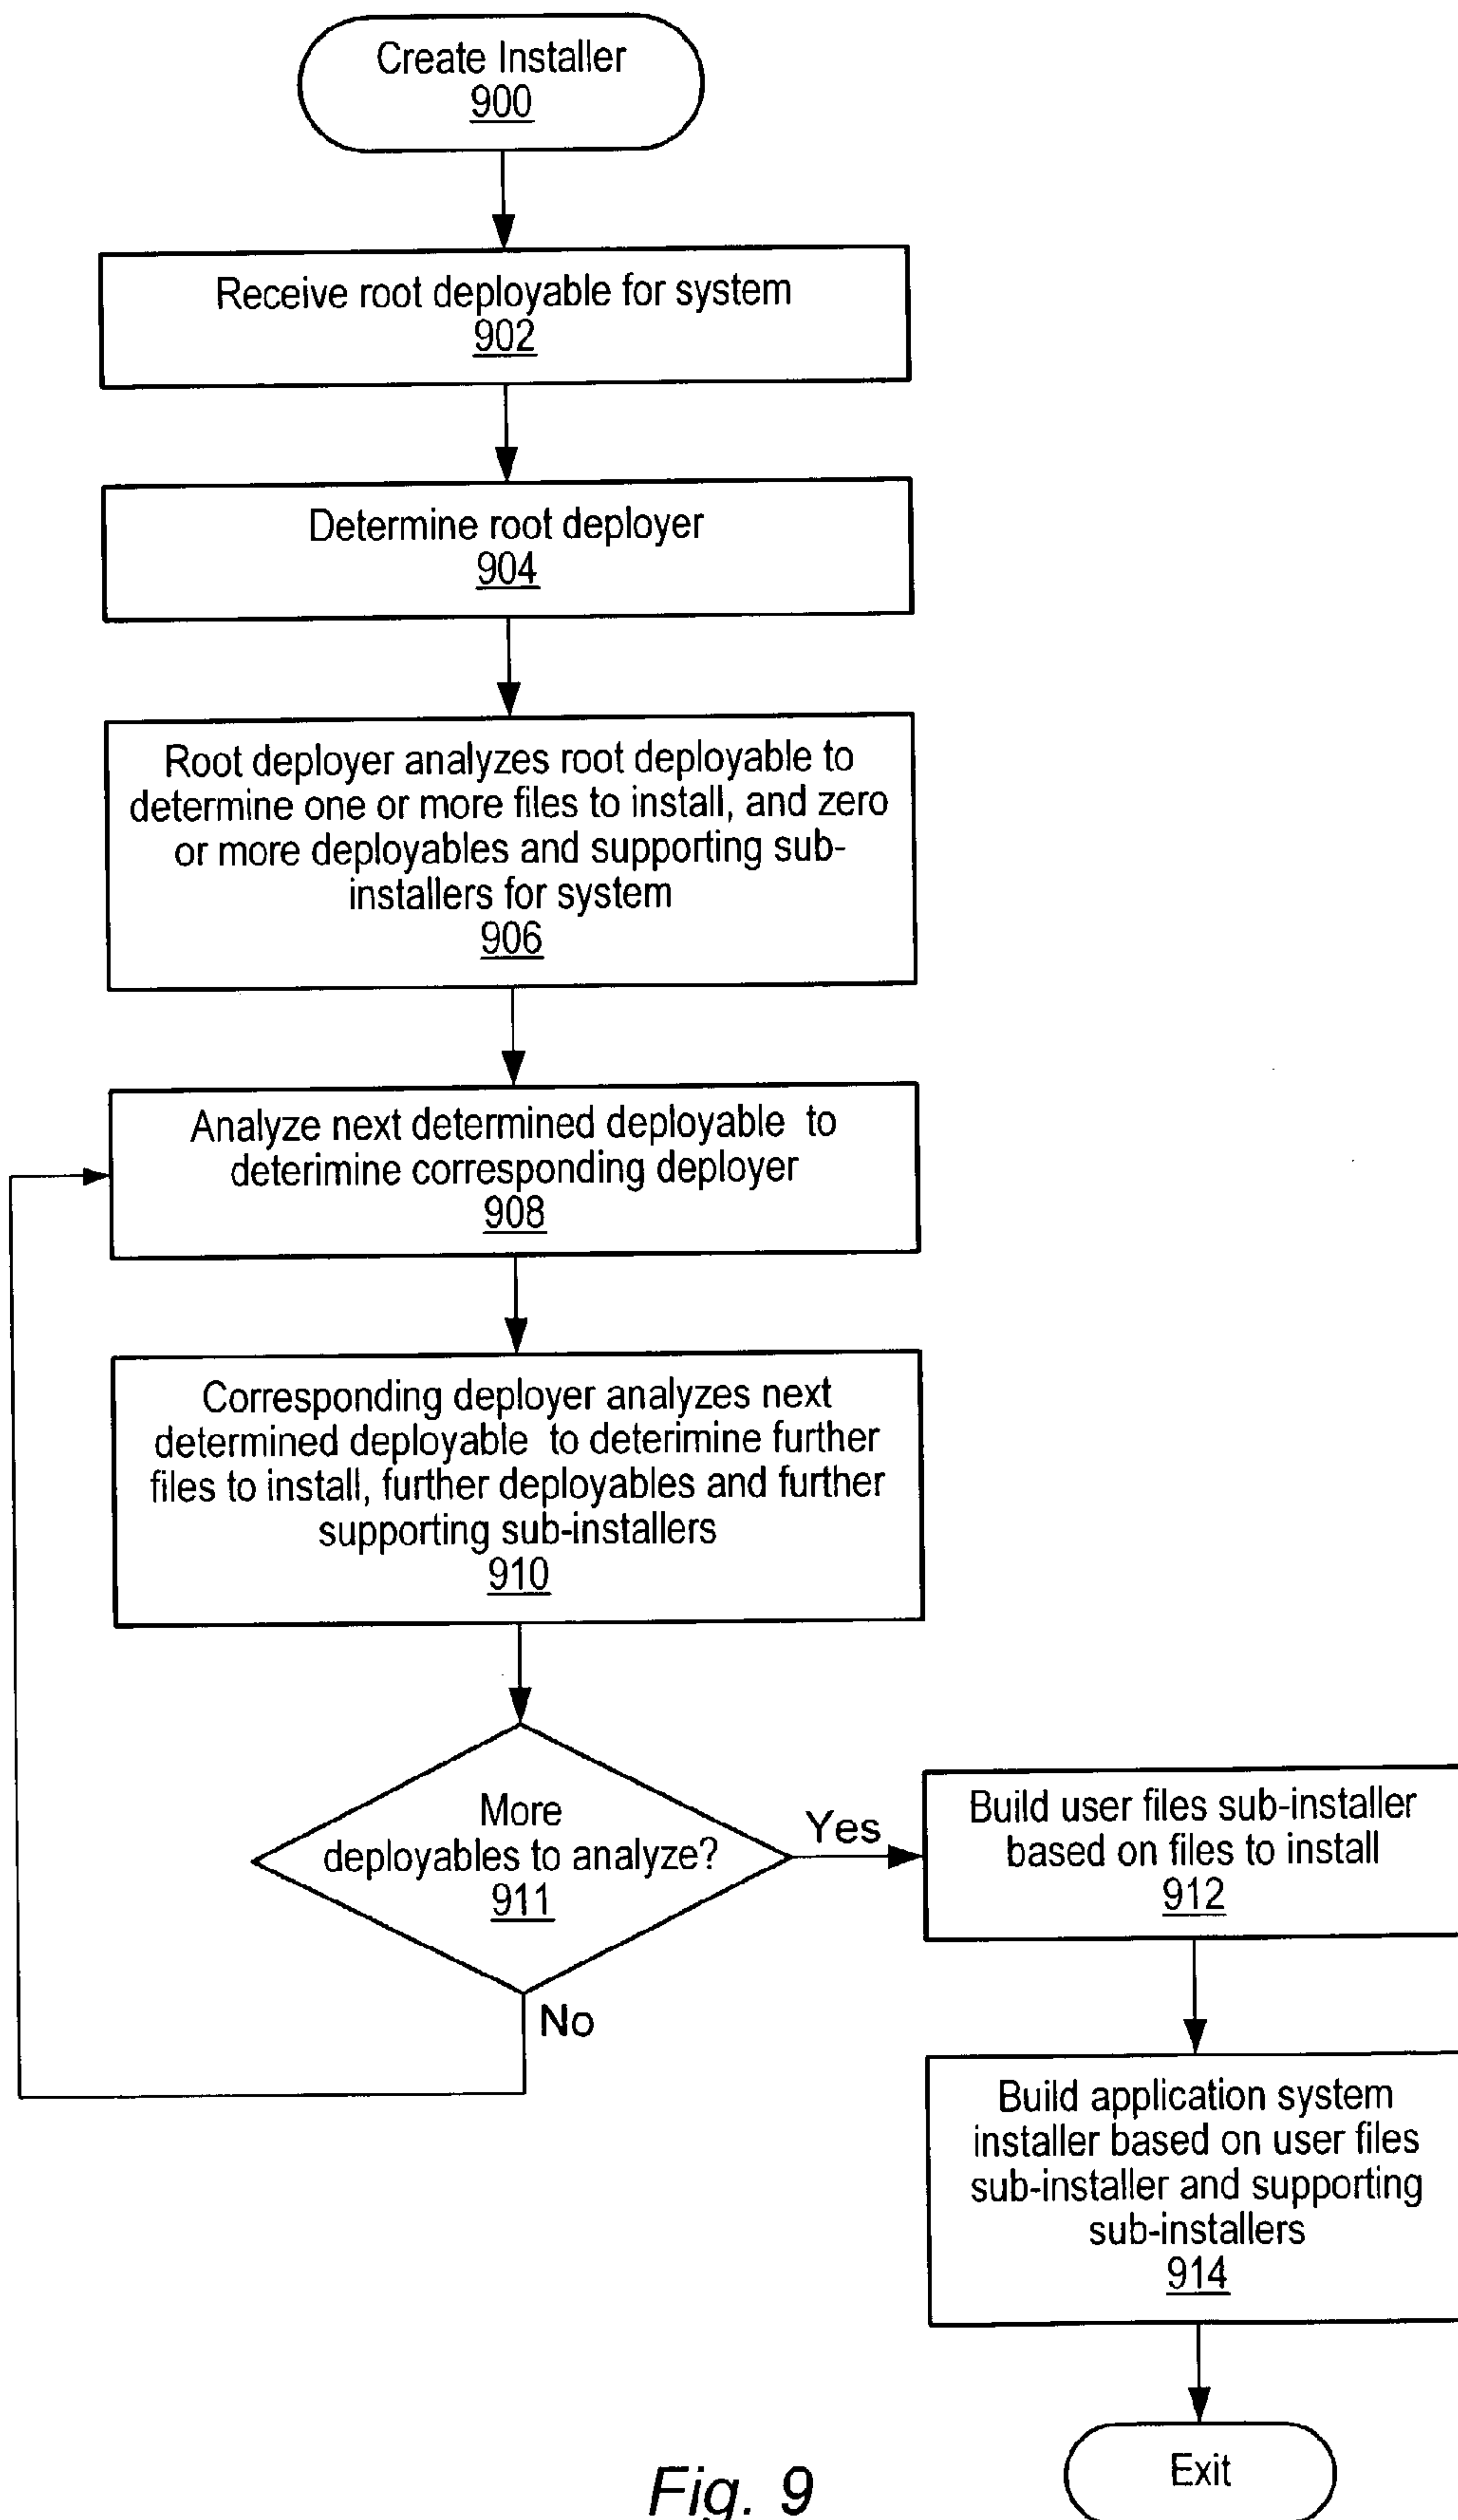 Create Installer
900
Receive root deployable for system
902
Determine root deployer
904
Root deployer analyzes root deployable to
determine one or more files to install, and zero
or more deployables and supporting sub-
installers for system
906
Analyze next determined deployable to
deterimine corresponding deployer
908
Corresponding deployer analyzes next
determined deployable to deterimine further
files to install, further deployables and further
supporting sub-installers
910
More
deployables to analyze?
911
Yes
No
Build user files sub-installer
based on files to install
912
Build application system
installer based on user files
sub-installer and supporting
sub-installers
914
Exit
Fig. 9